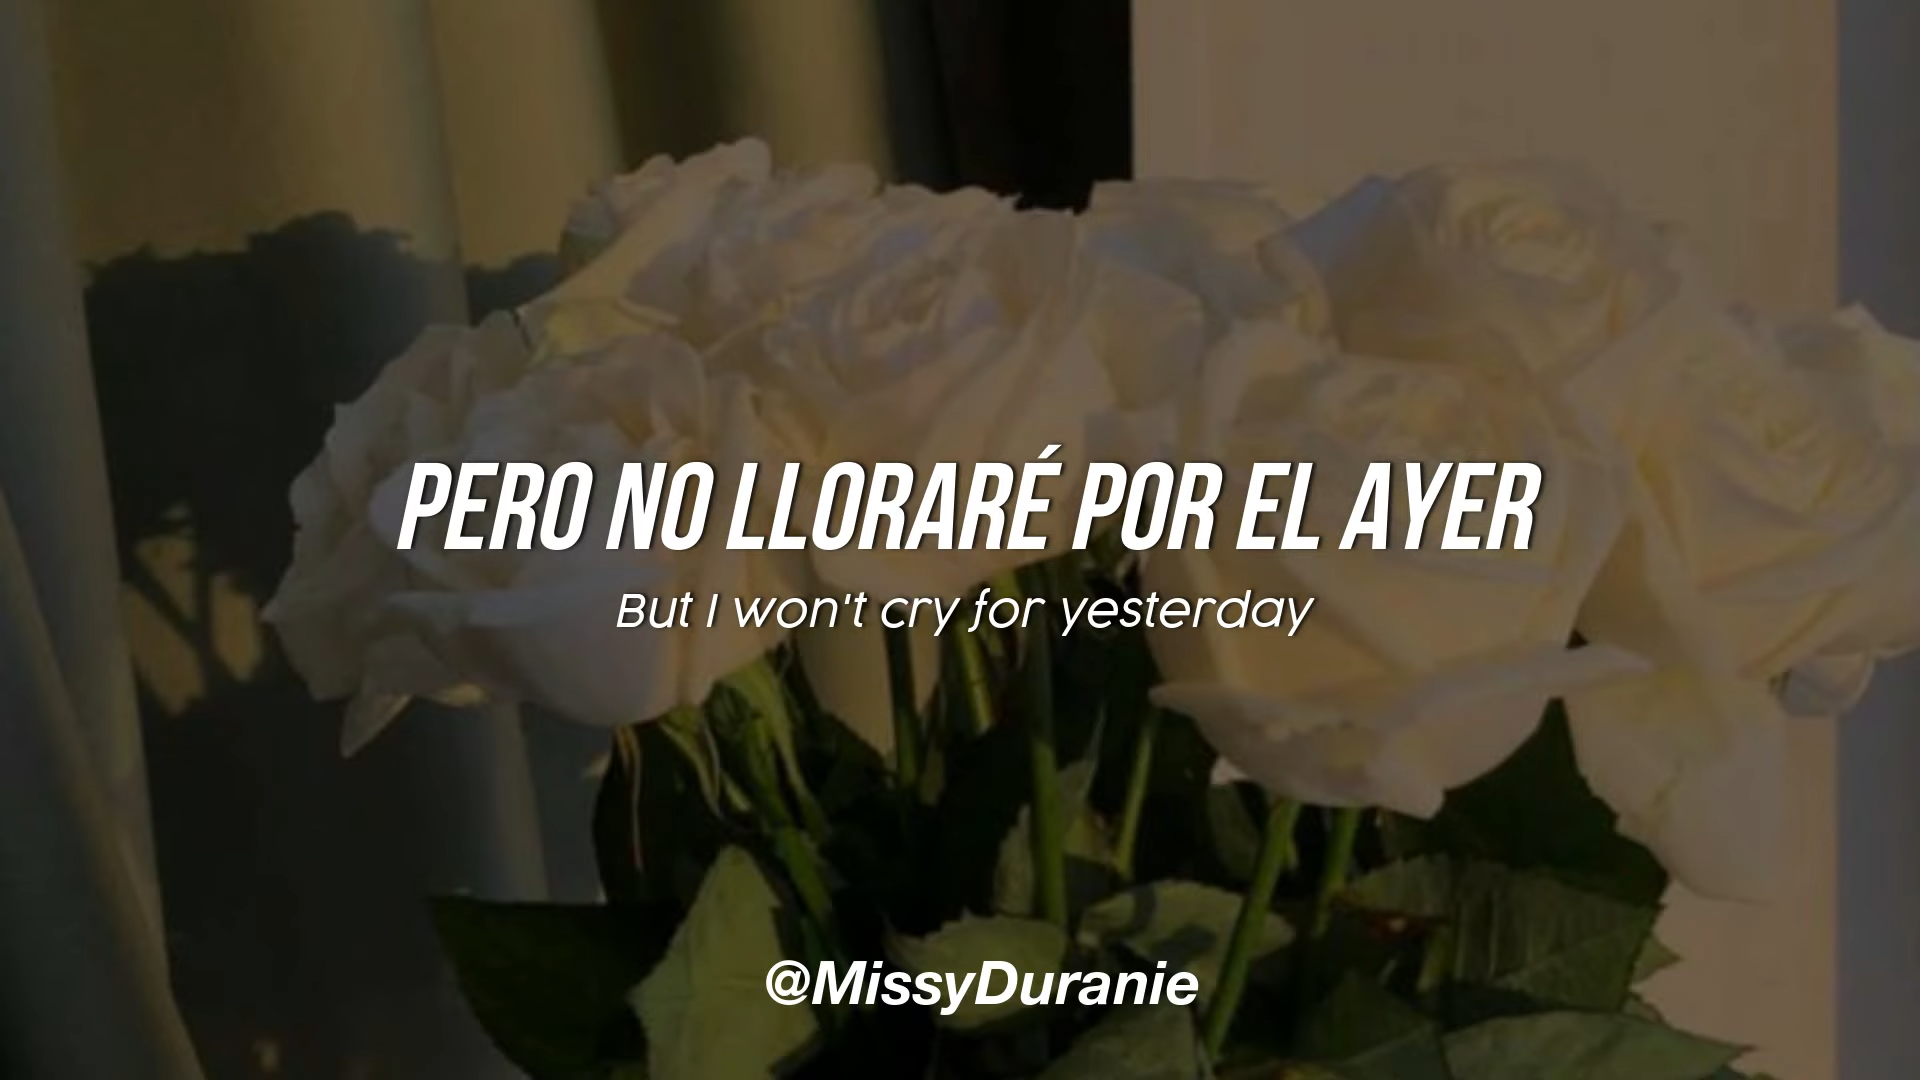 PERO NO LLORARÉ POR EL AYER
But I won't cry for yesterday
@MissyDuranie